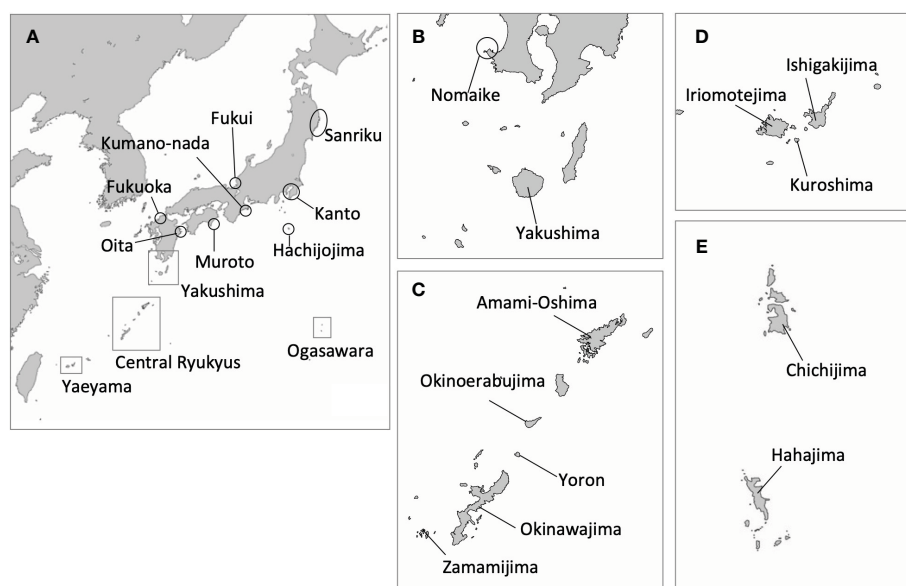 A
Fukui
Sanriku
Kumano-nada
Fukuoka
Kanto
Oita
Muroto
Hachijojima
Yakushima
Central Ryukyus
Ogasawara
Yaeyama
B
Nomaike
Yakushima
C
Amami-Oshima
Okinoerabujima
Yoron
Okinawajima
Zamamijima
D
Ishigakijima
Iriomotejima
Kuroshima
E
Chichijima
Hahajima